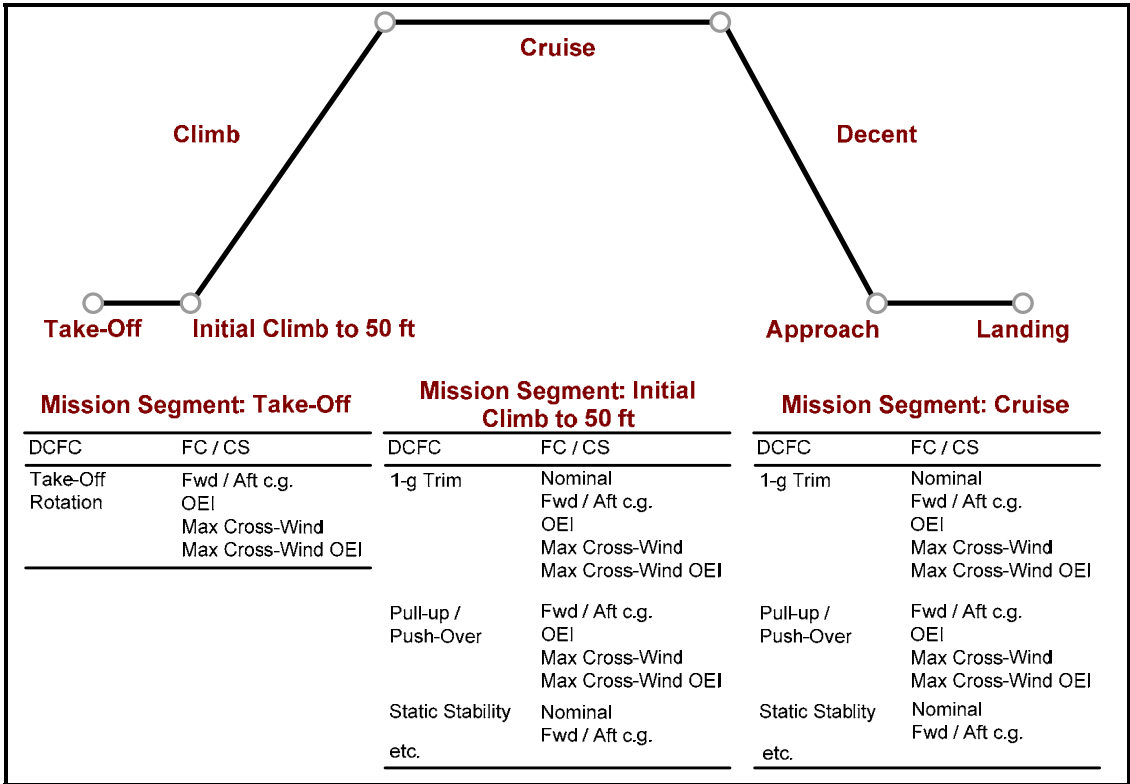 Cruise
Climb
Decent
Take-Off
Initial Climb to 50 ft
Approach
Landing
Mission Segment: Take-Off
DCFC FC / CS
Take-Off Fwd / Aft c.g.
Rotation OEI
Max Cross-Wind
Max Cross-Wind OEI
Mission Segment: Initial
Climb to 50 ft
DCFC FC / CS
1-g Trim Nominal
Fwd / Aft c.g.
OEI
Max Cross-Wind
Max Cross-Wind OEI
Pull-up / Fwd / Aft c.g.
Push-Over OEI
Max Cross-Wind
Max Cross-Wind OEI
Static Stability Nominal
Fwd / Aft c.g.
etc.
Mission Segment: Cruise
DCFC FC / CS
1-g Trim Nominal
Fwd / Aft c.g.
OEI
Max Cross-Wind
Max Cross-Wind OEI
Pull-up / Fwd / Aft c.g.
Push-Over OEI
Max Cross-Wind
Max Cross-Wind OEI
Static Stablity Nominal
Fwd / Aft c.g.
etc.